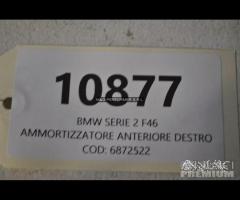 10877
BMW SERIE 2 F46
AMMORTIZZATORE ANTERIORE DESTRO
COD: 6872522
PREMIUM